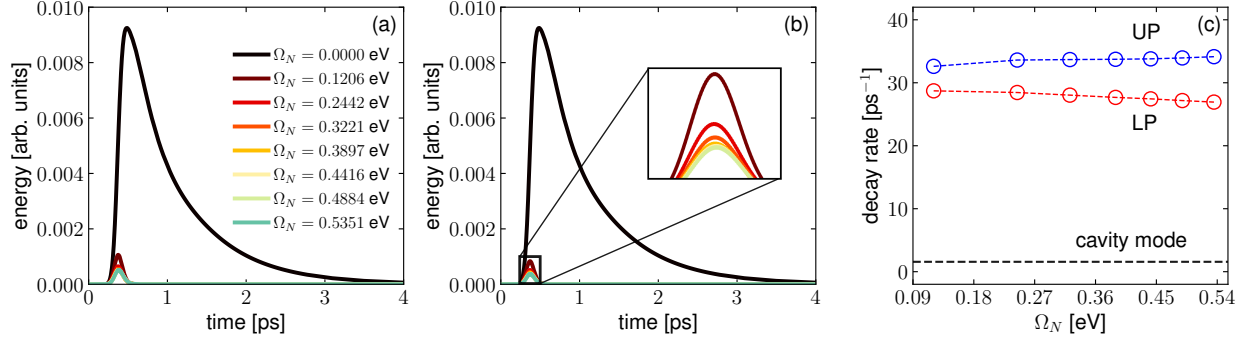 (a)
energy [arb. units]
0.010
0.008
0.006
0.004
0.002
0.000
Ω_N = 0.0000 eV
Ω_N = 0.1206 eV
Ω_N = 0.2442 eV
Ω_N = 0.3221 eV
Ω_N = 0.3897 eV
Ω_N = 0.4416 eV
Ω_N = 0.4884 eV
Ω_N = 0.5351 eV
0 1 2 3 4
time [ps]
(b)
energy [arb. units]
0.010
0.008
0.006
0.004
0.002
0.000
0 1 2 3 4
time [ps]
(c)
decay rate [ps⁻¹]
40
30
20
10
0
UP
LP
cavity mode
0.09 0.18 0.27 0.36 0.45 0.54
Ω_N [eV]